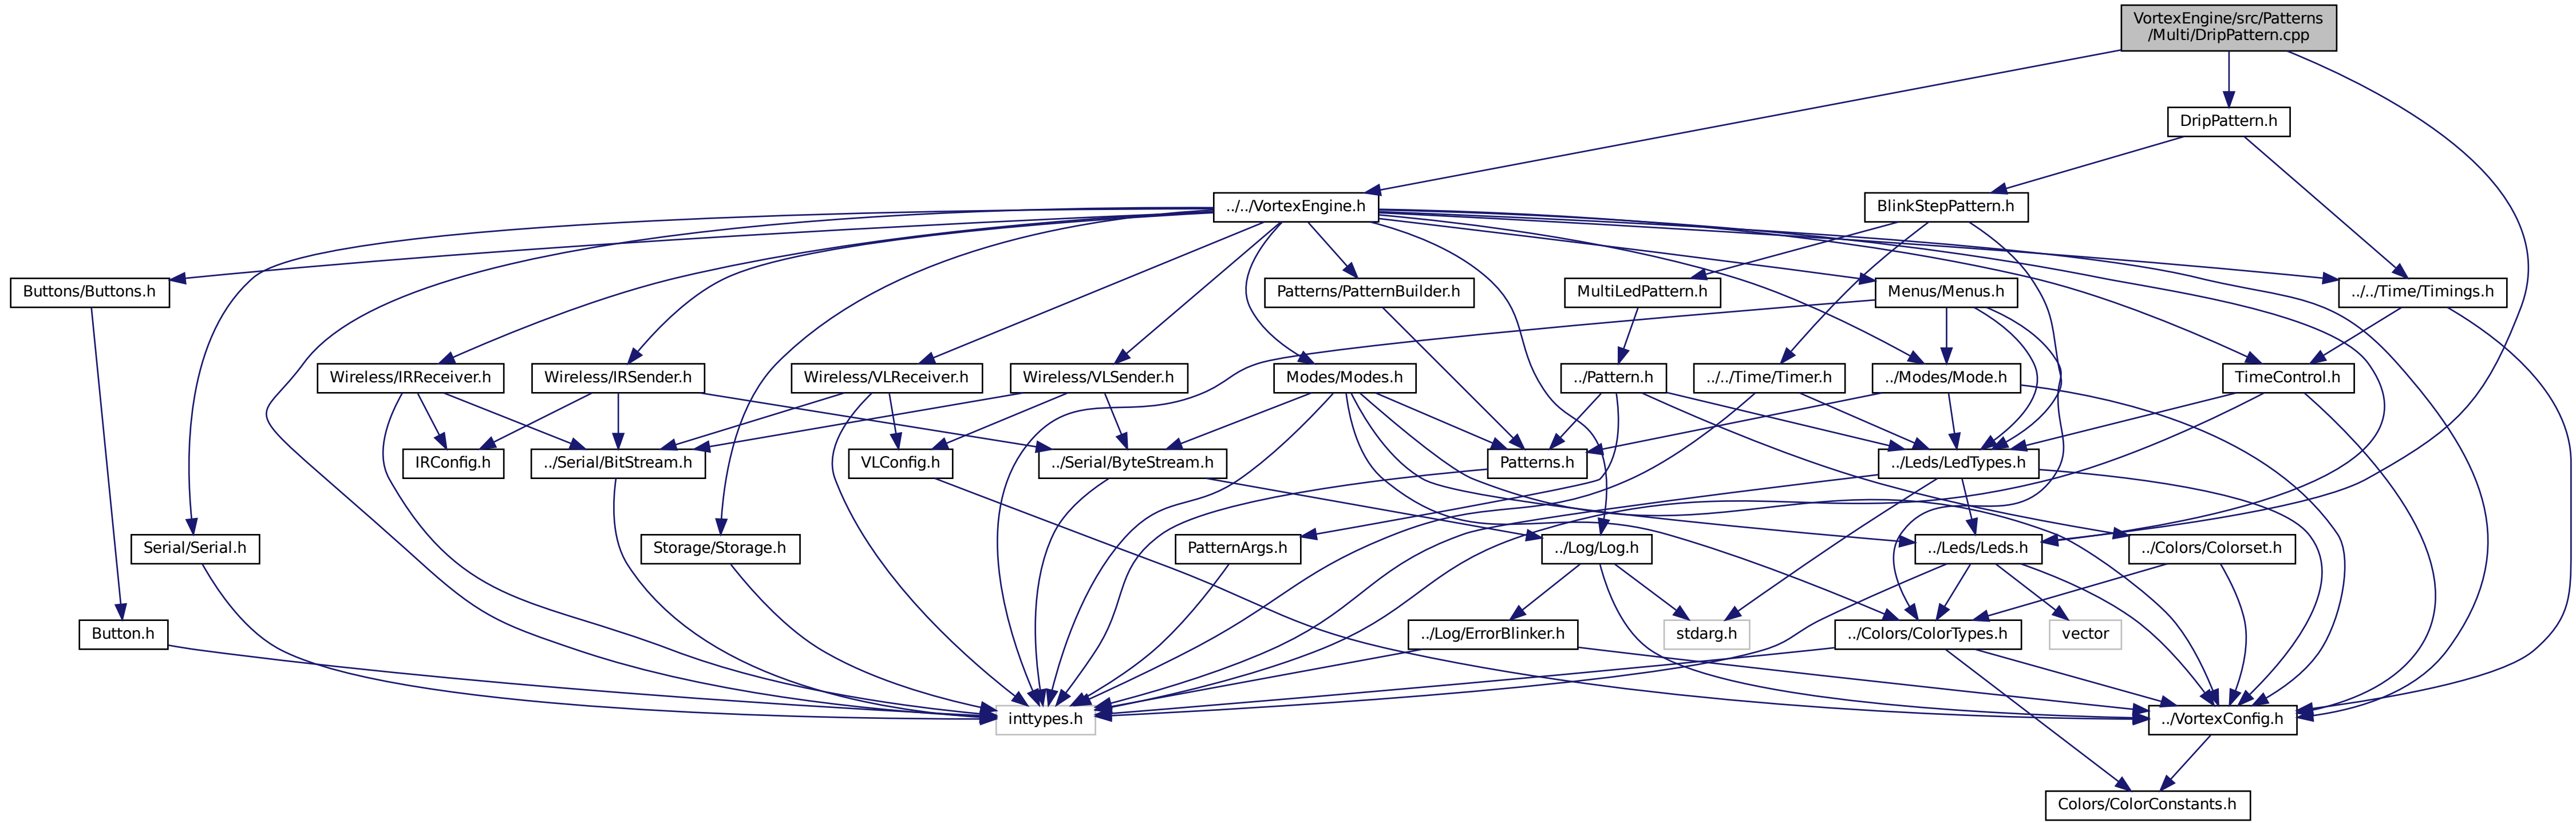 VortexEngine/src/Patterns
/Multi/DripPattern.cpp
DripPattern.h
../../VortexEngine.h
BlinkStepPattern.h
Buttons/Buttons.h
Patterns/PatternBuilder.h
MultiLedPattern.h
Menus/Menus.h
../../Time/Timings.h
Wireless/IRReceiver.h
Wireless/IRSender.h
Wireless/VLReceiver.h
Wireless/VLSender.h
Modes/Modes.h
../Pattern.h
../../Time/Timer.h
../Modes/Mode.h
TimeControl.h
IRConfig.h
../Serial/BitStream.h
VLConfig.h
../Serial/ByteStream.h
Patterns.h
../Leds/LedTypes.h
Serial/Serial.h
Storage/Storage.h
PatternArgs.h
../Log/Log.h
../Leds/Leds.h
../Colors/Colorset.h
Button.h
../Log/ErrorBlinker.h
stdarg.h
../Colors/ColorTypes.h
vector
inttypes.h
../VortexConfig.h
Colors/ColorConstants.h